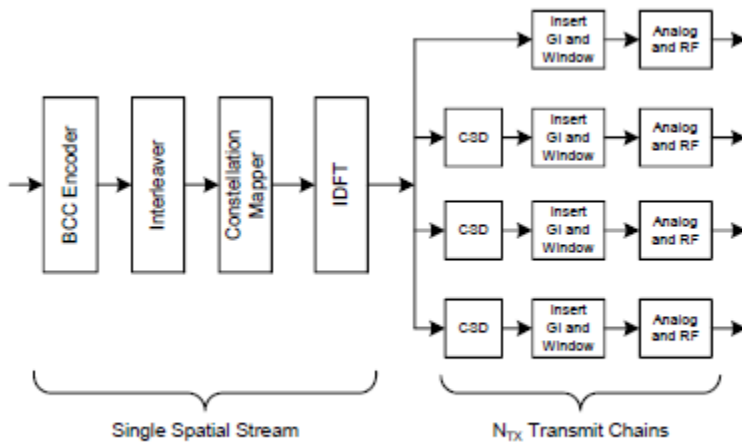 BCC Encoder
Interleaver
Constellation
Mapper
IDFT
Insert
GI and
Window
Analog
and RF
CSD
Insert
GI and
Window
Analog
and RF
CSD
Insert
GI and
Window
Analog
and RF
CSD
Insert
GI and
Window
Analog
and RF
Single Spatial Stream
NTX Transmit Chains